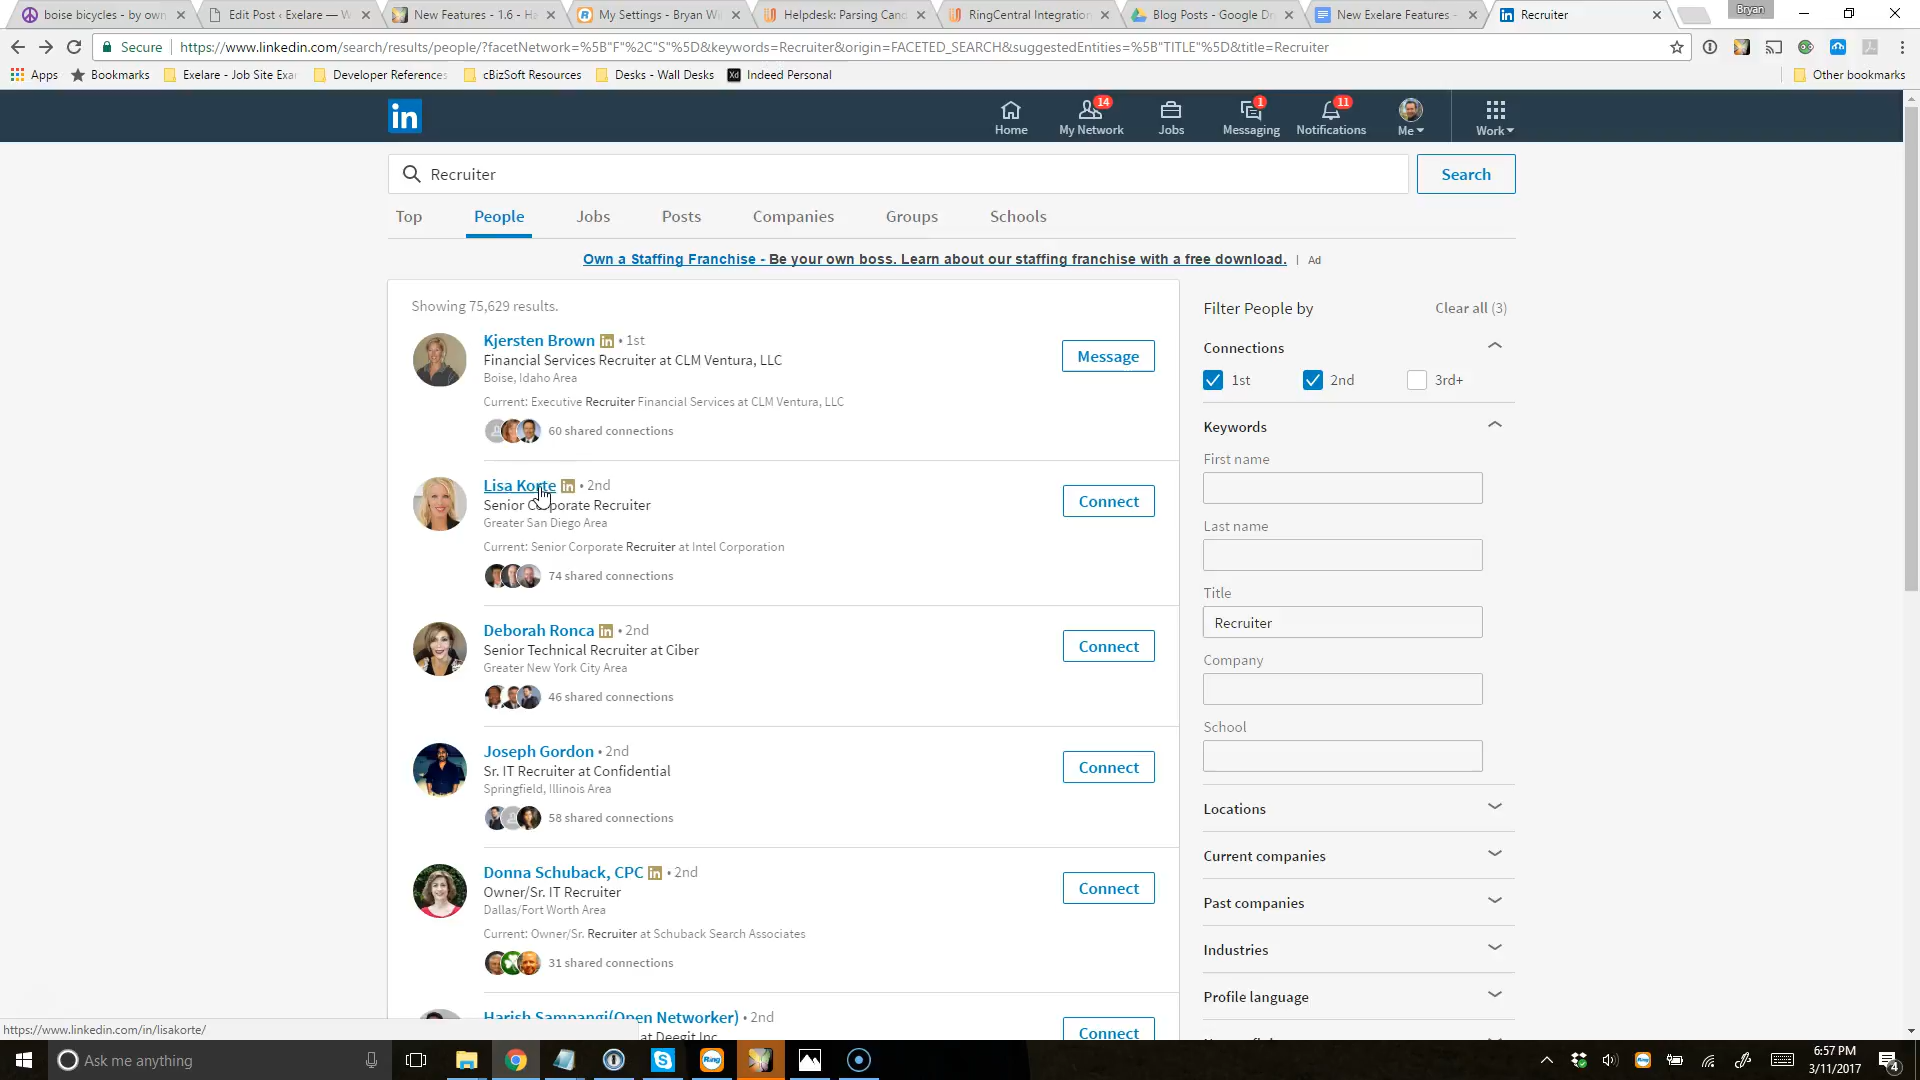 boise bicycles - by own
Edit Post ‹ Exelare — W
New Features - 1.6 - Ha
My Settings - Bryan Wi
Helpdesk: Parsing Cand
RingCentral Integration
Blog Posts - Google Dr
New Exelare Features -
Recruiter
Bryan
Secure
https://www.linkedin.com/search/results/people/?facetNetwork=%5B"F"%2C"S"%5D&keywords=Recruiter&origin=FACETED_SEARCH&suggestedEntities=%5B"TITLE"%5D&title=Recruiter
Apps
Bookmarks
Exelare - Job Site Exa
Developer References
cBizSoft Resources
Desks - Wall Desks
Xd
Indeed Personal
Other bookmarks
in
Home
14
My Network
Jobs
1
Messaging
11
Notifications
Me
Work
Recruiter
Search
Top
People
Jobs
Posts
Companies
Groups
Schools
Own a Staffing Franchise - Be your own boss. Learn about our staffing franchise with a free download. | Ad
Showing 75,629 results.
Kjersten Brown in • 1st
Financial Services Recruiter at CLM Ventura, LLC
Boise, Idaho Area
Current: Executive Recruiter Financial Services at CLM Ventura, LLC
60 shared connections
Message
Lisa Korte in • 2nd
Senior Corporate Recruiter
Greater San Diego Area
Current: Senior Corporate Recruiter at Intel Corporation
74 shared connections
Connect
Deborah Ronca in • 2nd
Senior Technical Recruiter at Ciber
Greater New York City Area
46 shared connections
Connect
Joseph Gordon • 2nd
Sr. IT Recruiter at Confidential
Springfield, Illinois Area
58 shared connections
Connect
Donna Schuback, CPC in • 2nd
Owner/Sr. IT Recruiter
Dallas/Fort Worth Area
Current: Owner/Sr. Recruiter at Schuback Search Associates
31 shared connections
Connect
Harish Sampangi(Open Networker) • 2nd
at Deegit Inc
Connect
Filter People by
Clear all (3)
Connections
1st
2nd
3rd+
Keywords
First name
Last name
Title
Recruiter
Company
School
Locations
Current companies
Past companies
Industries
Profile language
https://www.linkedin.com/in/lisakorte/
Ask me anything
Ring
6:57 PM
3/11/2017
4